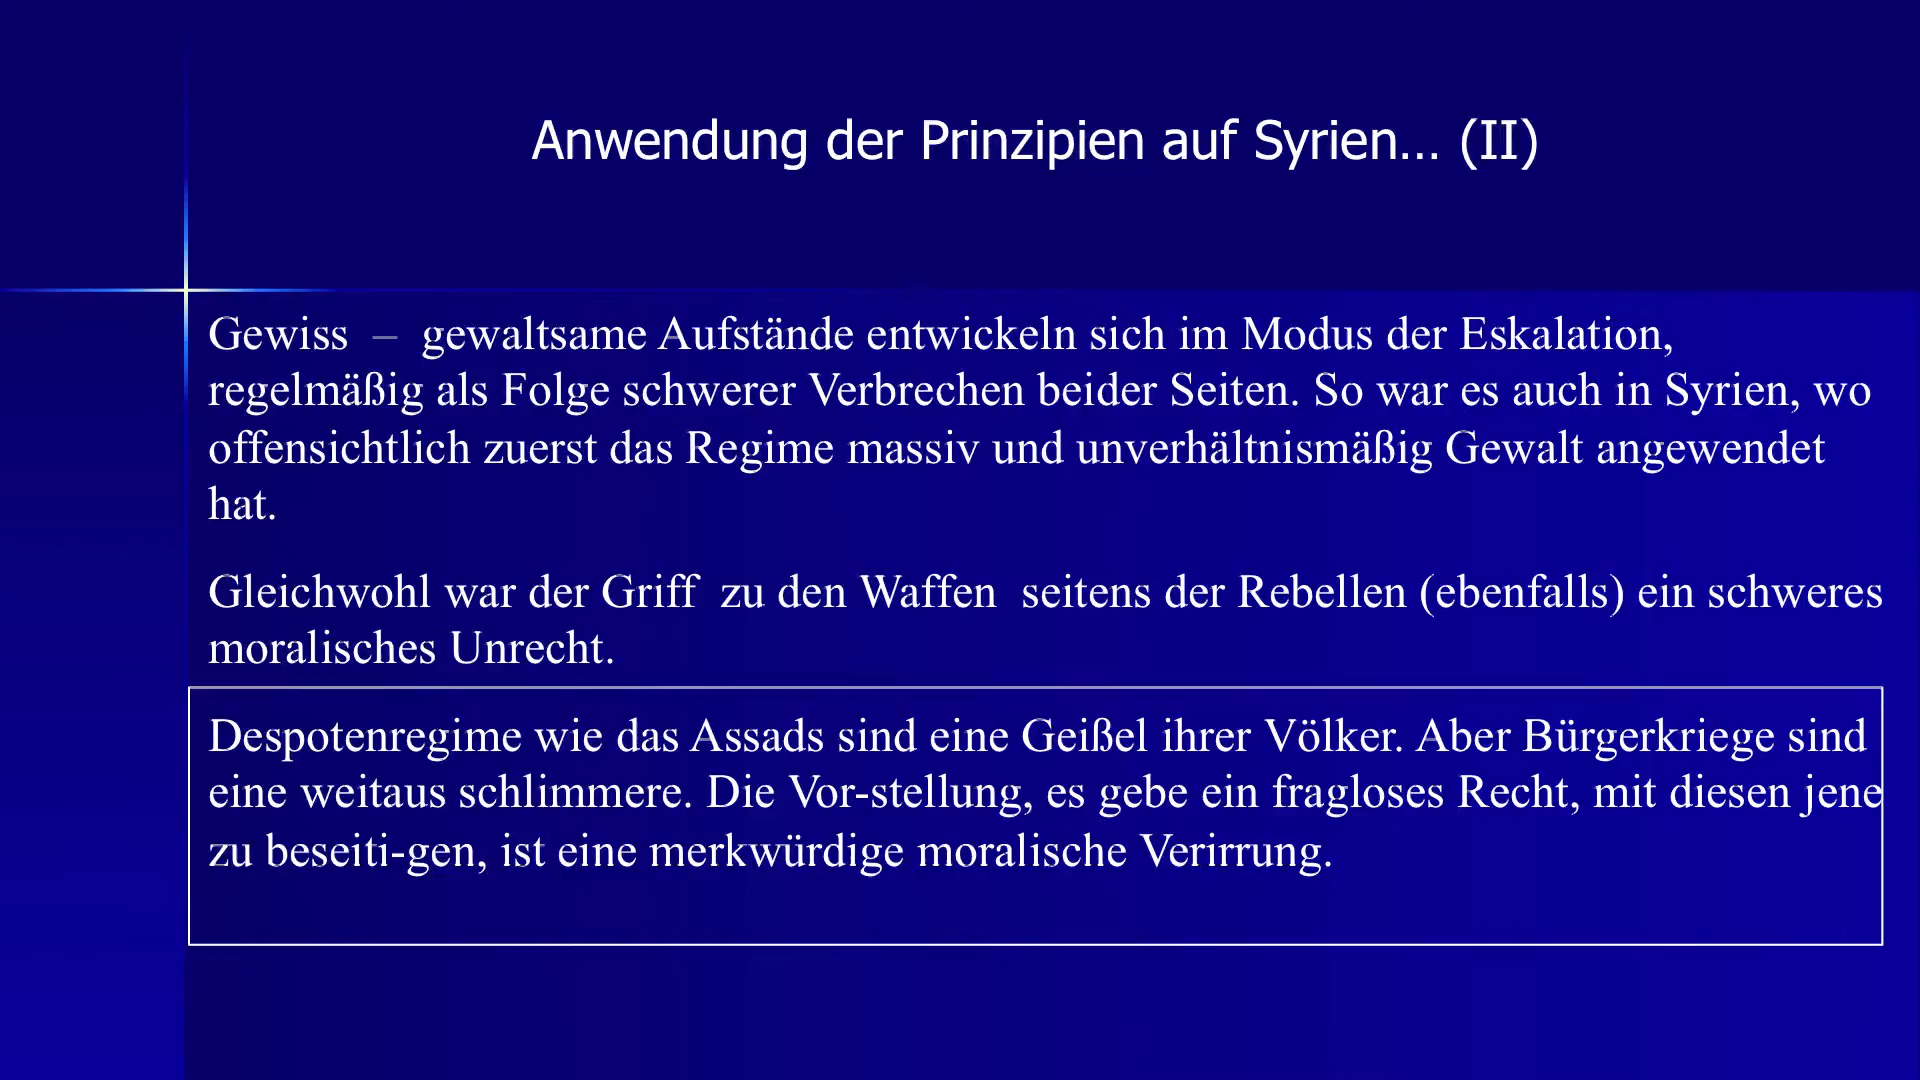 Anwendung der Prinzipien auf Syrien… (II)
Gewiss – gewaltsame Aufstände entwickeln sich im Modus der Eskalation,
regelmäßig als Folge schwerer Verbrechen beider Seiten. So war es auch in Syrien, wo
offensichtlich zuerst das Regime massiv und unverhältnismäßig Gewalt angewendet
hat.
Gleichwohl war der Griff zu den Waffen seitens der Rebellen (ebenfalls) ein schweres
moralisches Unrecht.
Despotenregime wie das Assads sind eine Geißel ihrer Völker. Aber Bürgerkriege sind
eine weitaus schlimmere. Die Vor-stellung, es gebe ein fragloses Recht, mit diesen jene
zu beseiti-gen, ist eine merkwürdige moralische Verirrung.